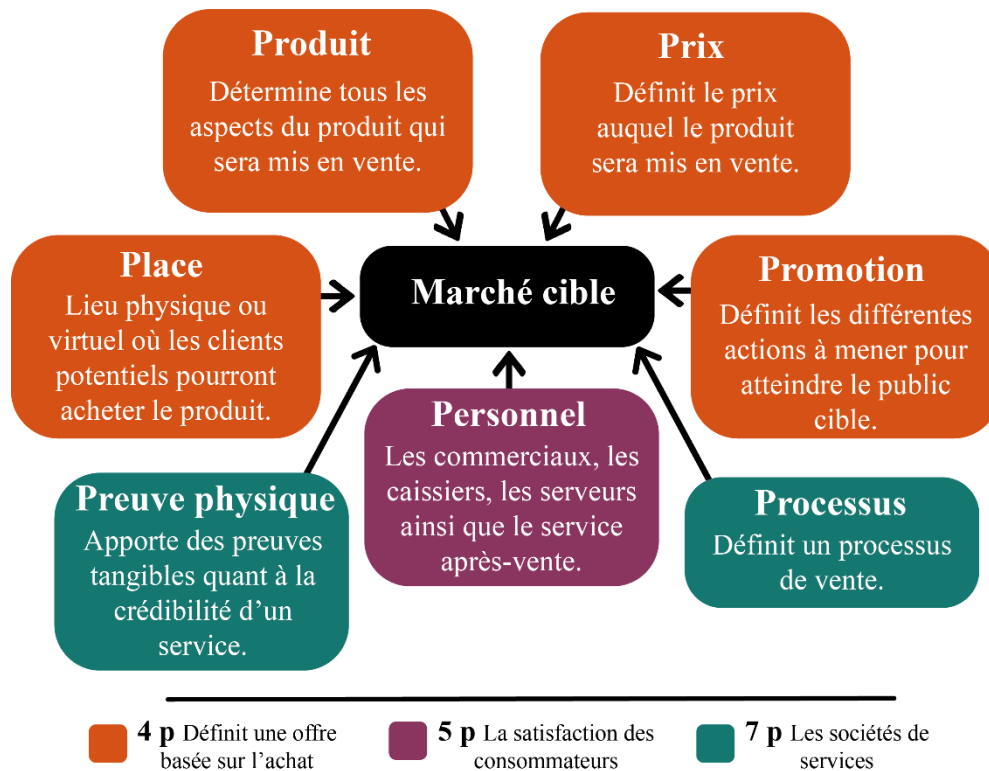 Produit
Détermine tous les
aspects du produit qui
sera mis en vente.
Prix
Définit le prix
auquel le produit
sera mis en vente.
Place
Lieu physique ou
virtuel où les clients
potentiels pourront
acheter le produit.
Marché cible
Promotion
Définit les différentes
actions à mener pour
atteindre le public
cible.
Preuve physique
Apporte des preuves
tangibles quant à la
crédibilité d’un
service.
Personnel
Les commerciaux, les
caissiers, les serveurs
ainsi que le service
après-vente.
Processus
Définit un processus
de vente.
4 p Définit une offre
basée sur l’achat
5 p La satisfaction des
consommateurs
7 p Les sociétés de
services